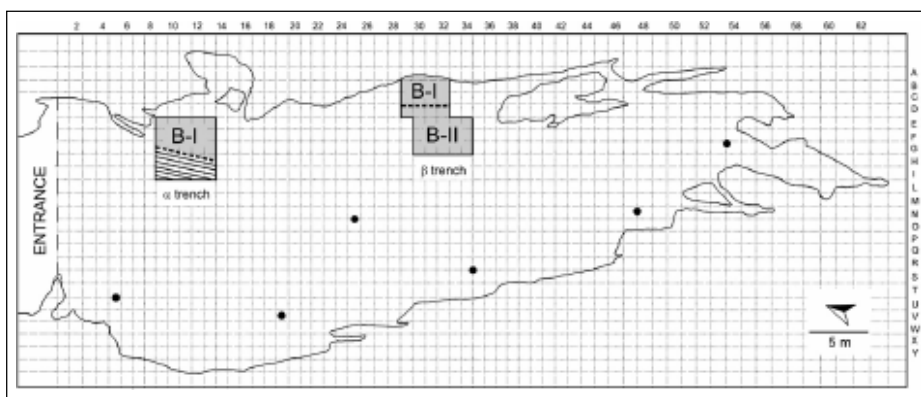 2 4 6 8 10 12 14 16 18 20 22 24 26 28 30 32 34 36 38 40 42 44 46 48 50 52 54 56 58 60 62
A
B
C
D
E
F
G
H
I
L
M
N
O
P
Q
R
S
T
U
V
W
X
Y
B-I
B-I
B-II
α trench
β trench
ENTRANCE
5 m